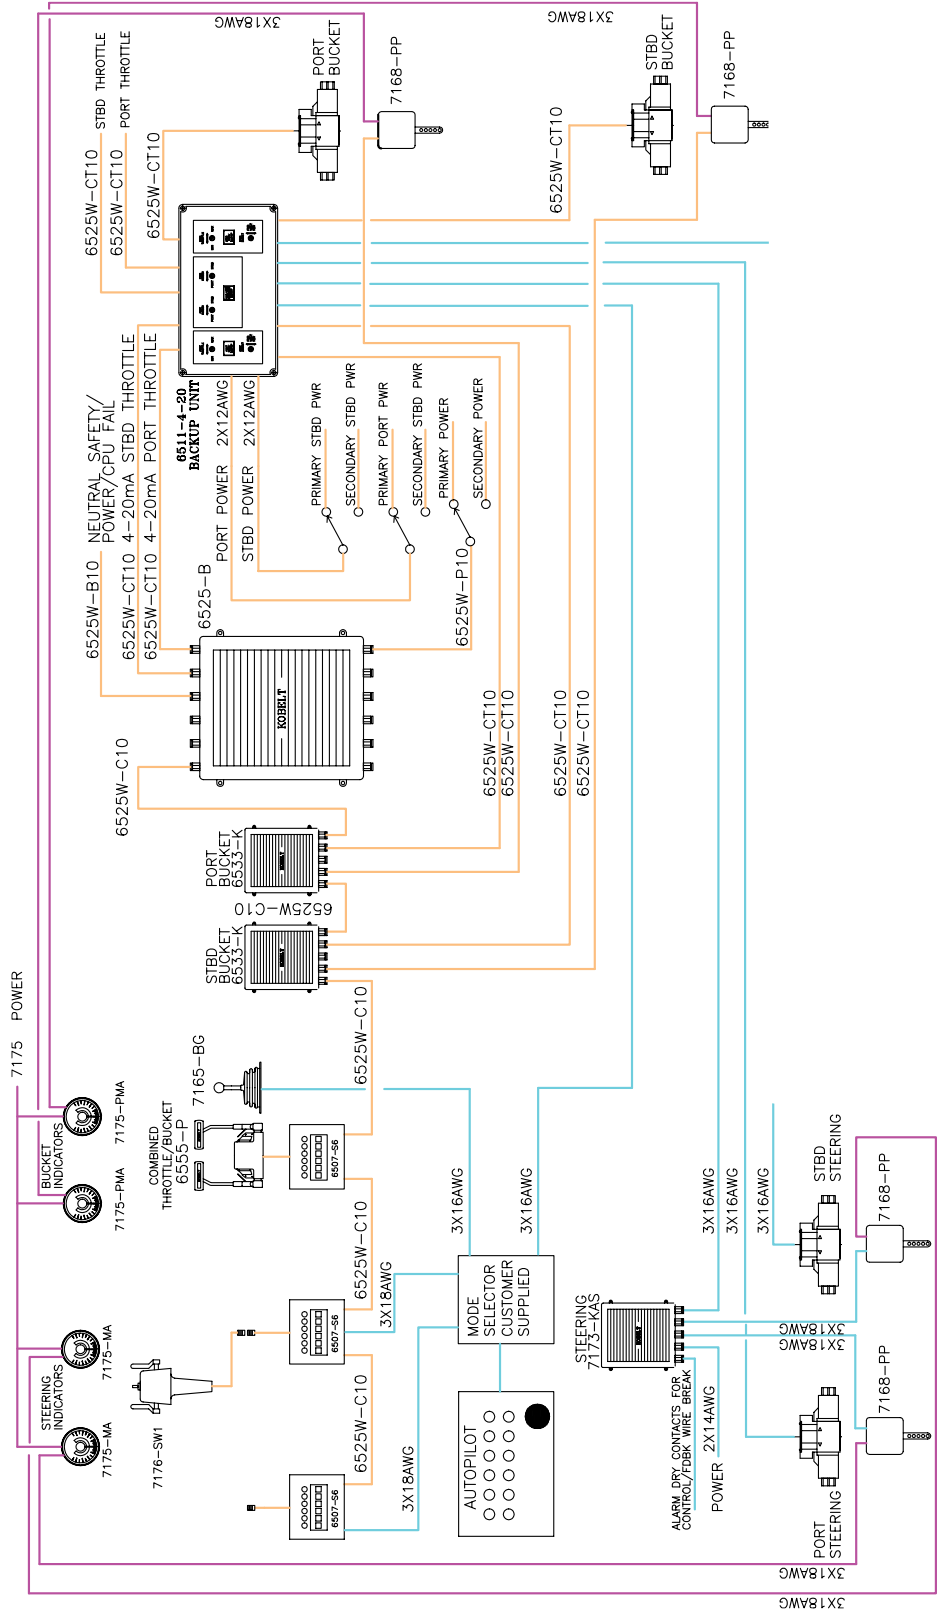 7175 POWER
STEERING
INDICATORS
7175-MA
7175-MA
BUCKET
INDICATORS
7175-PMA
7175-PMA
3X18AWG
3X18AWG
7176-SW1
COMBINED
THROTTLE/BUCKET
6555-P
7165-BG
6507-S6
6507-S6
6507-S6
6525W-C10
6525W-C10
6525W-C10
3X18AWG
3X18AWG
AUTOPILOT
MODE
SELECTOR
CUSTOMER
SUPPLIED
3X16AWG
3X16AWG
STBD
BUCKET
6533-K
KOBELT
6525W-C10
PORT
BUCKET
6533-K
KOBELT
6525W-C10
6525-B
KOBELT
6525W-B10
NEUTRAL SAFETY/
POWER/CPU FAIL
6525W-CT10 4-20mA STBD THROTTLE
6525W-CT10 4-20mA PORT THROTTLE
6511-4-20
BACKUP UNIT
PORT POWER 2X12AWG
STBD POWER 2X12AWG
6525W-CT10
STBD THROTTLE
6525W-CT10
PORT THROTTLE
6525W-CT10
PORT
BUCKET
7168-PP
PRIMARY STBD PWR
SECONDARY STBD PWR
PRIMARY PORT PWR
SECONDARY STBD PWR
PRIMARY POWER
SECONDARY POWER
6525W-P10
6525W-CT10
6525W-CT10
6525W-CT10
6525W-CT10
6525W-CT10
STBD
BUCKET
7168-PP
STEERING
7173-KAS
KOBELT
ALARM DRY CONTACTS FOR
CONTROL/FDBK WIRE BREAK
POWER
2X14AWG
3X16AWG
3X16AWG
3X16AWG
3X18AWG
3X18AWG
PORT
STEERING
7168-PP
STBD
STEERING
7168-PP
3X18AWG
3X18AWG